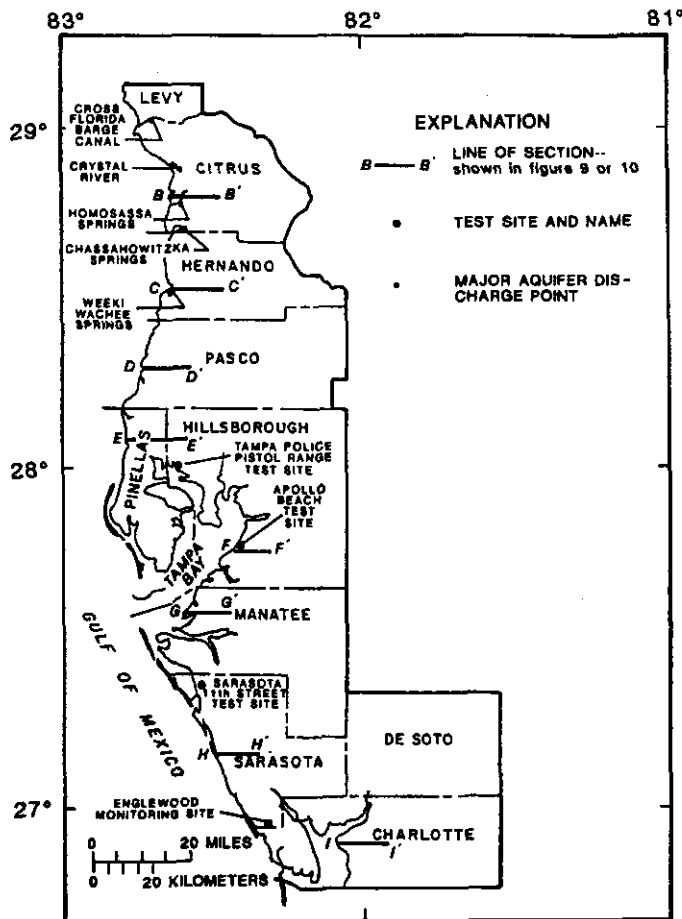 83°
82°
81°
29°
28°
27°
LEVY
CROSS
FLORIDA
BARGE
CANAL
CRYSTAL
RIVER
CITRUS
B B'
HOMOSASSA
SPRINGS
CHASSAHOWITZKA
SPRINGS
HERNANDO
C C'
WEEKI
WACHEE
SPRINGS
PASCO
D D'
HILLSBOROUGH
E E'
TAMPA POLICE
PISTOL RANGE
TEST SITE
PINELLAS
APOLLO
BEACH
TEST
SITE
F F'
TAMPA
BAY
G G'
MANATEE
GULF OF MEXICO
SARASOTA
11th STREET
TEST SITE
H H'
SARASOTA
DE SOTO
ENGLEWOOD
MONITORING SITE
CHARLOTTE
I I'
0 20 MILES
0 20 KILOMETERS
EXPLANATION
B B' LINE OF SECTION--
shown in figure 9 or 10
TEST SITE AND NAME
MAJOR AQUIFER DIS-
CHARGE POINT